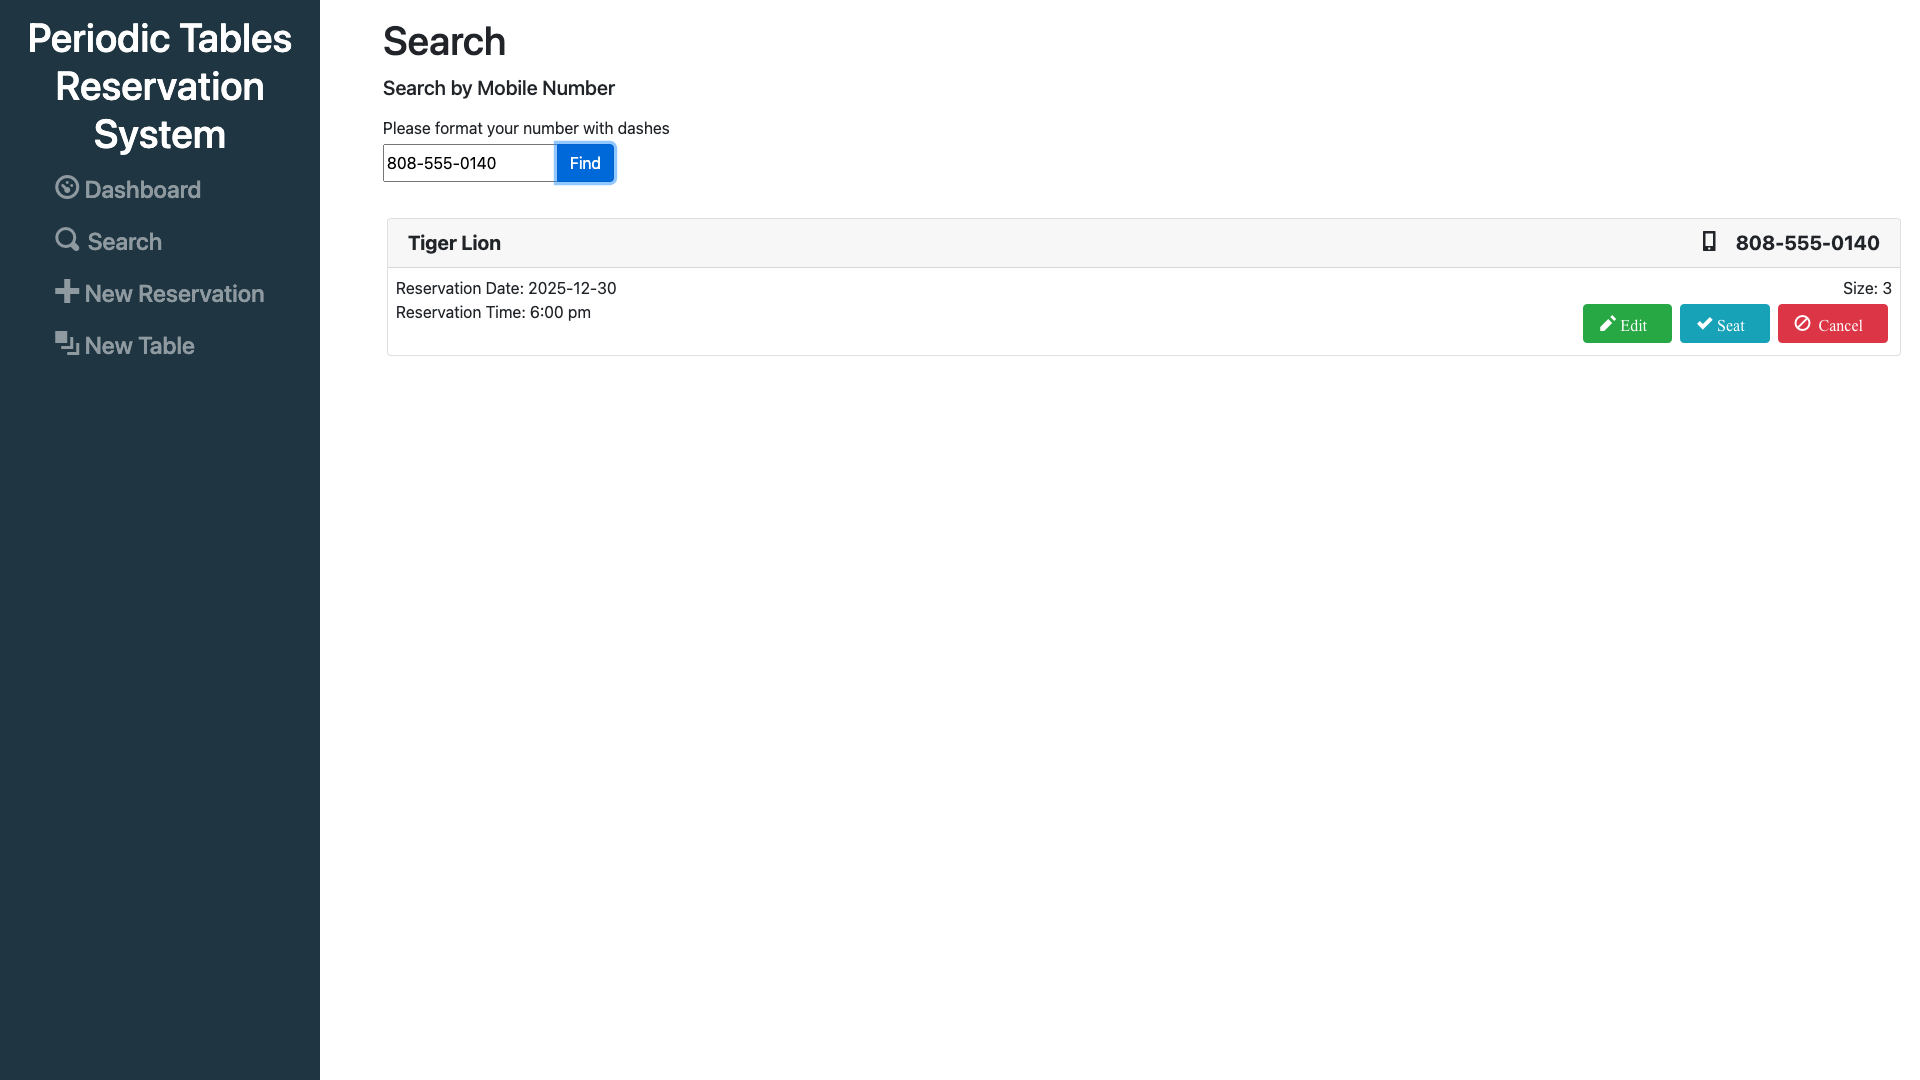 Periodic Tables
Reservation
System
Dashboard
Search
New Reservation
New Table
Search
Search by Mobile Number
Please format your number with dashes
808-555-0140 Find
Tiger Lion 808-555-0140
Reservation Date: 2025-12-30 Size: 3
Reservation Time: 6:00 pm
Edit Seat Cancel